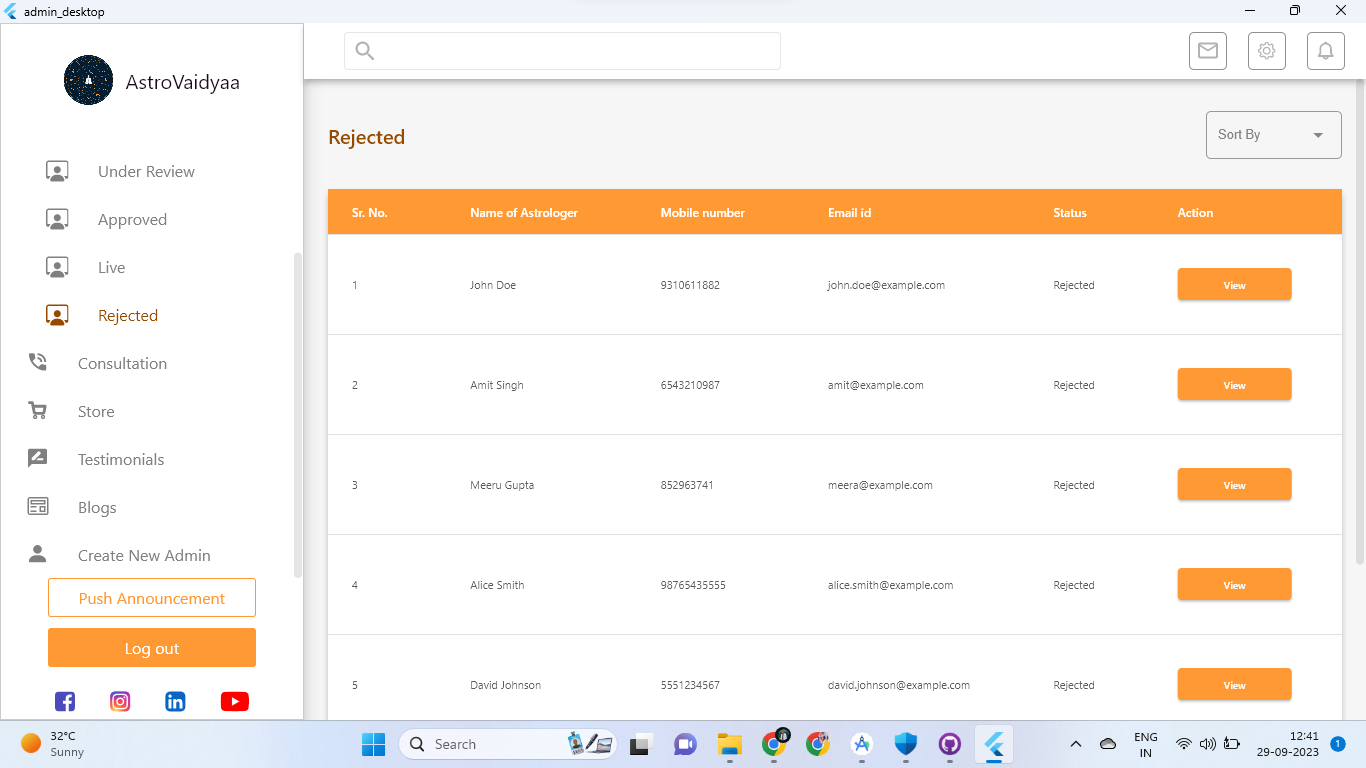 admin_desktop
AstroVaidyaa
Under Review
Approved
Live
Rejected
Consultation
Store
Testimonials
Blogs
Create New Admin
Push Announcement
Log out
Rejected
Sort By
Sr. No. Name of Astrologer Mobile number Email id Status Action
1 John Doe 9310611882 john.doe@example.com Rejected View
2 Amit Singh 6543210987 amit@example.com Rejected View
3 Meeru Gupta 852963741 meera@example.com Rejected View
4 Alice Smith 98765435555 alice.smith@example.com Rejected View
5 David Johnson 5551234567 david.johnson@example.com Rejected View
32°C
Sunny
Search
ENG
IN
12:41
29-09-2023
1